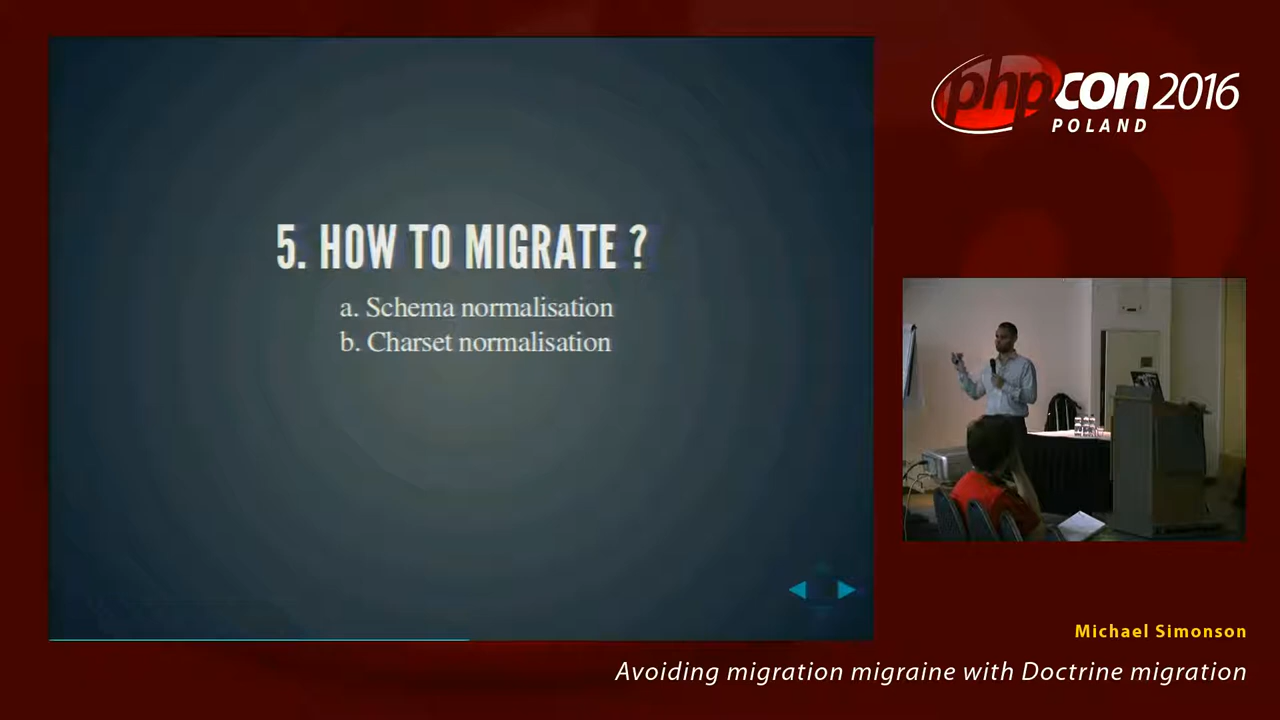 5. HOW TO MIGRATE ?
a. Schema normalisation
b. Charset normalisation
phpcon 2016
POLAND
Michael Simonson
Avoiding migration migraine with Doctrine migration